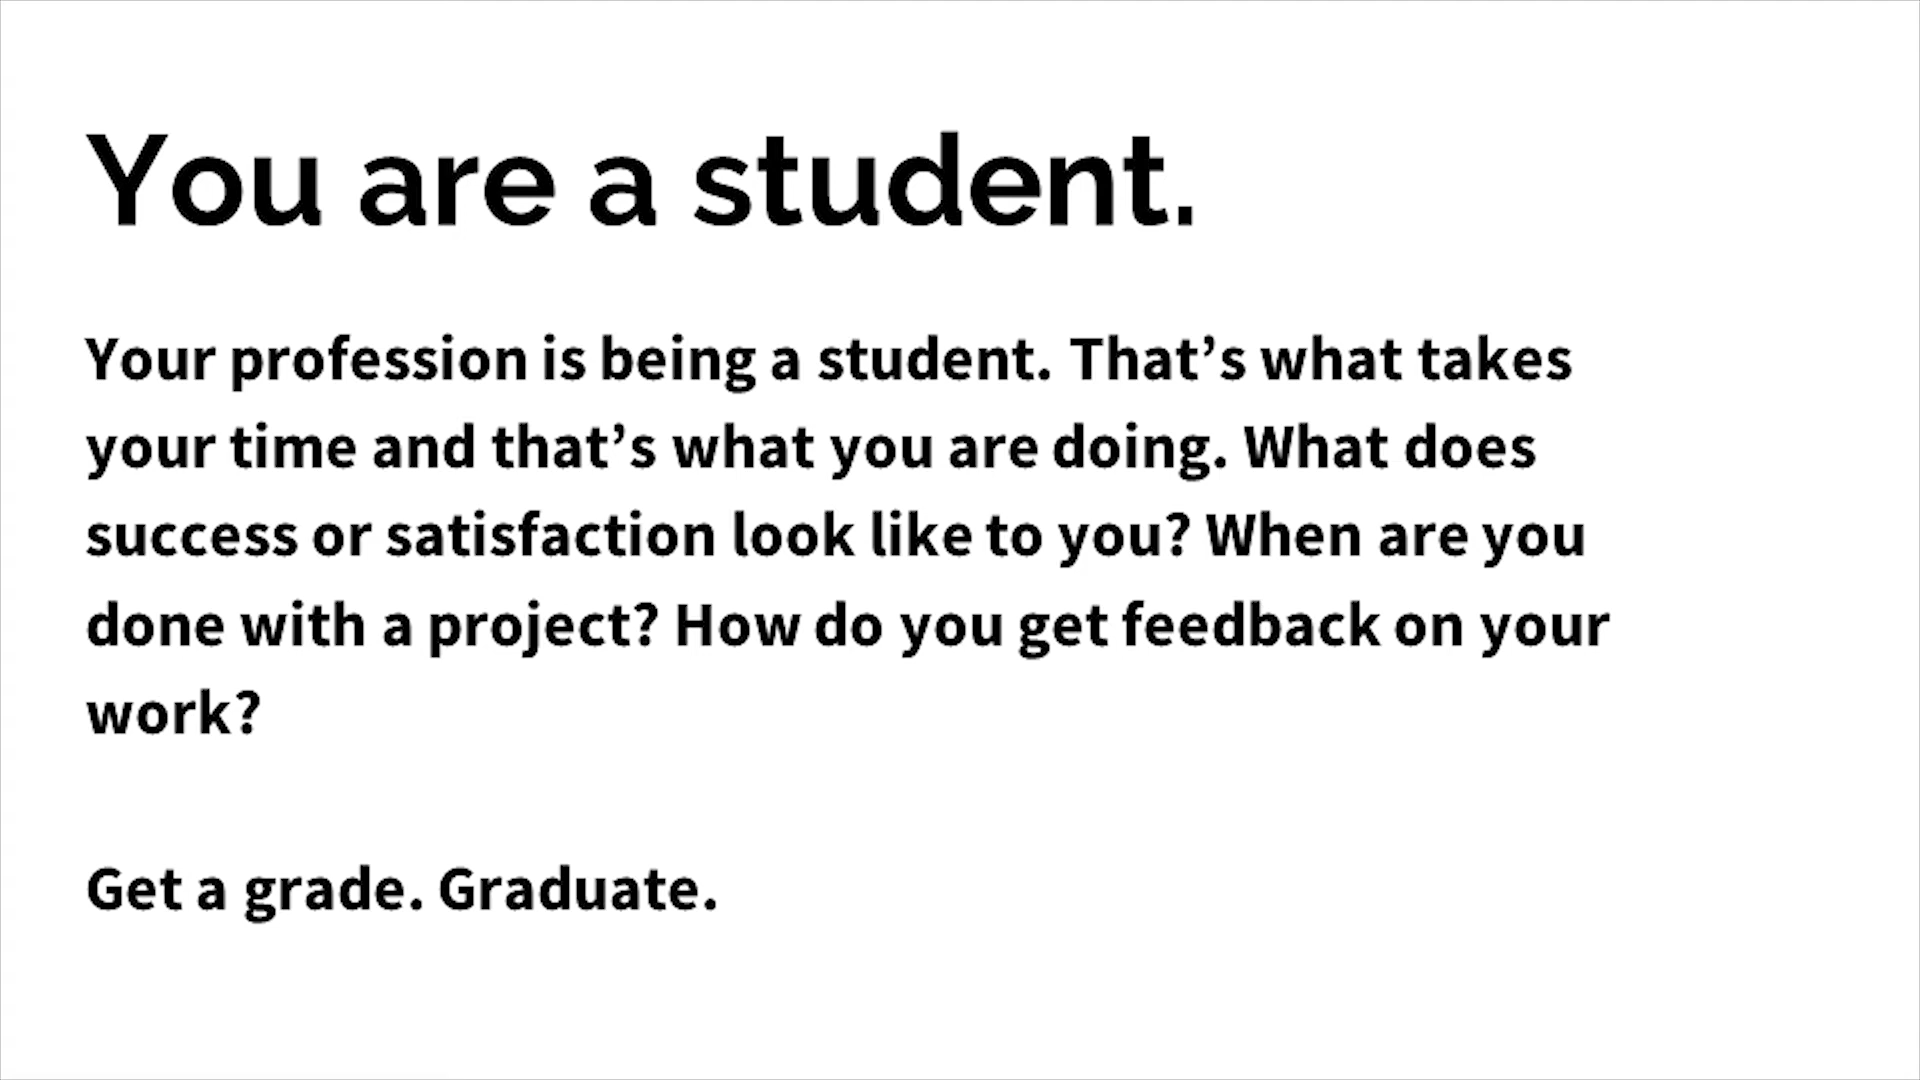 You are a student.
Your profession is being a student. That’s what takes
your time and that’s what you are doing. What does
success or satisfaction look like to you? When are you
done with a project? How do you get feedback on your
work?
Get a grade. Graduate.